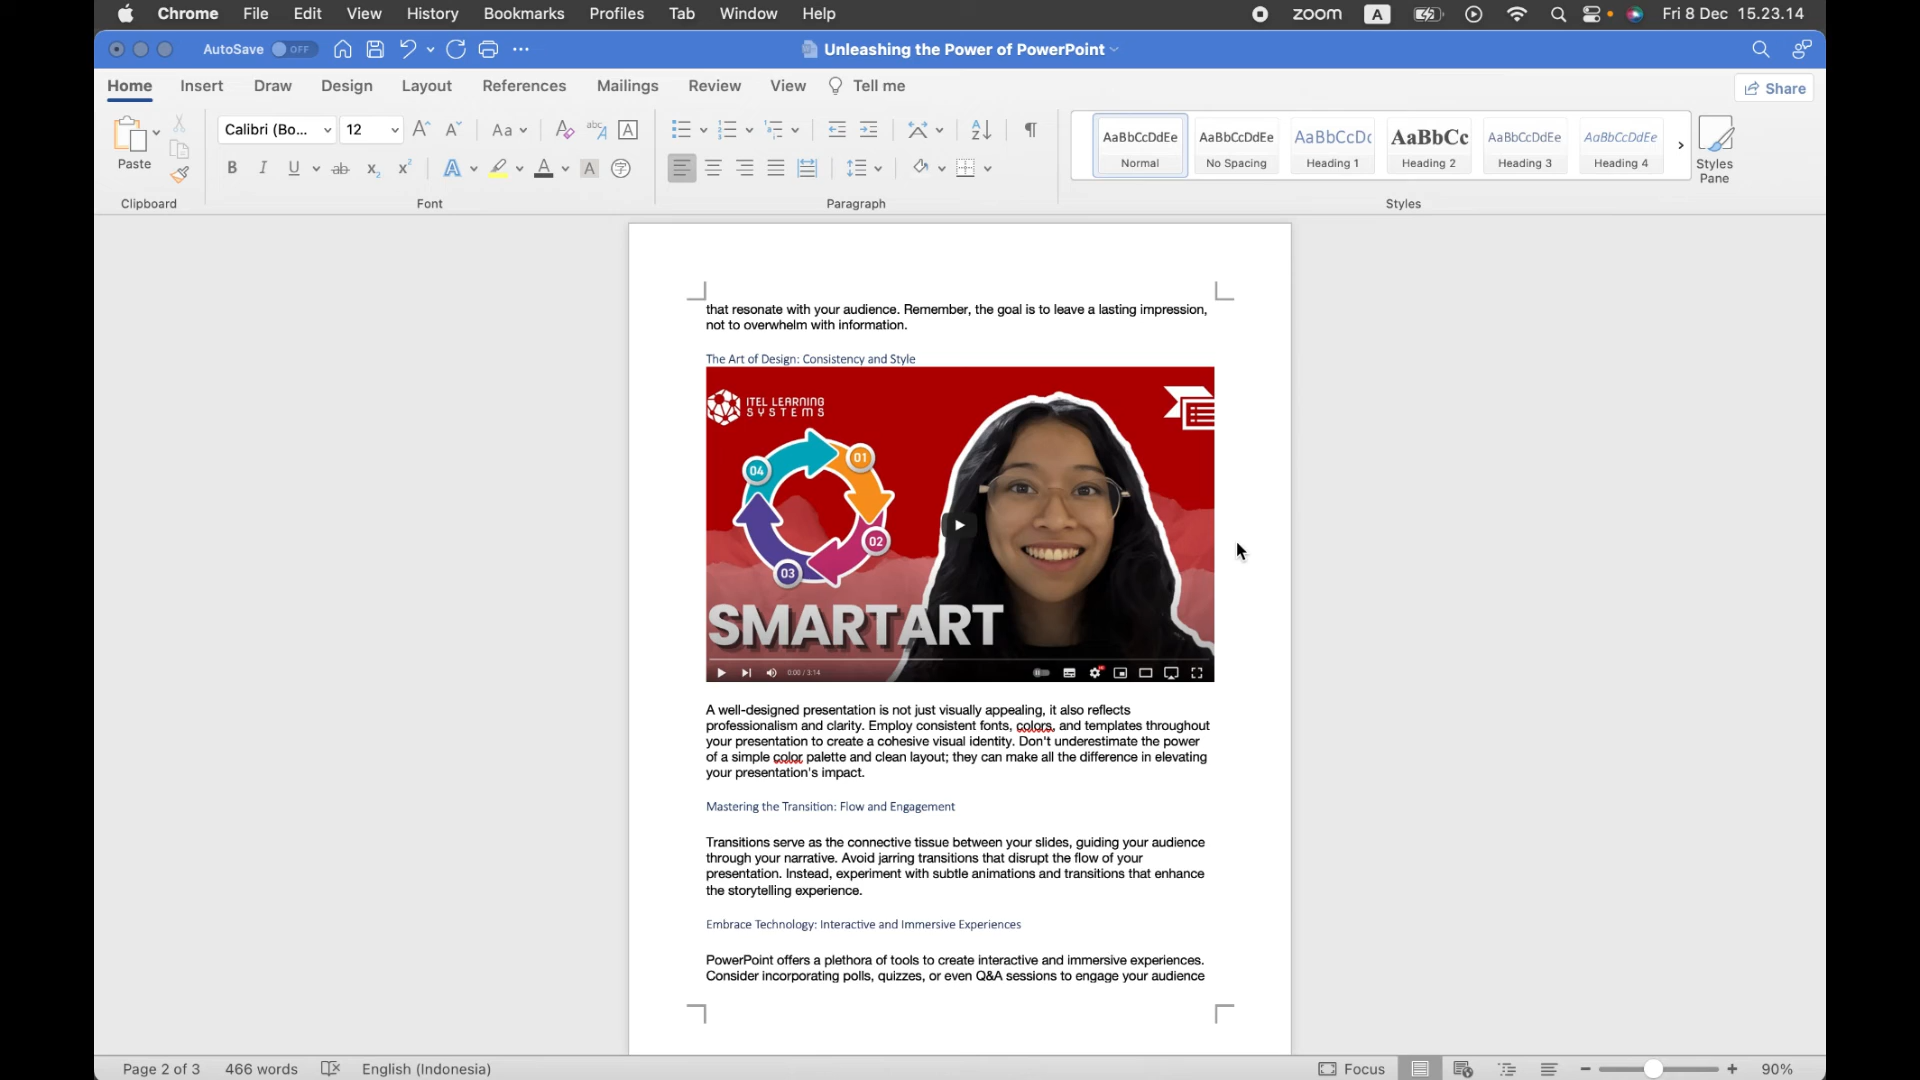 Chrome File Edit View History Bookmarks Profiles Tab Window Help zoom A Fri 8 Dec 15.23.14
AutoSave OFF Unleashing the Power of PowerPoint
Home Insert Draw Design Layout References Mailings Review View Tell me Share
Paste Calibri (Bo... 12 Aa
AaBbCcDdEe AaBbCcDdEe AaBbCcDc AaBbCc AaBbCcDdEe AaBbCcDdEe
Normal No Spacing Heading 1 Heading 2 Heading 3 Heading 4 Styles Pane
Clipboard Font Paragraph Styles
that resonate with your audience. Remember, the goal is to leave a lasting impression,
not to overwhelm with information.
The Art of Design: Consistency and Style
ITEL LEARNING
SYSTEMS
04 01
02
03
SMARTART
0:00 / 3:14
A well-designed presentation is not just visually appealing, it also reflects
professionalism and clarity. Employ consistent fonts, colors, and templates throughout
your presentation to create a cohesive visual identity. Don't underestimate the power
of a simple color palette and clean layout; they can make all the difference in elevating
your presentation's impact.
Mastering the Transition: Flow and Engagement
Transitions serve as the connective tissue between your slides, guiding your audience
through your narrative. Avoid jarring transitions that disrupt the flow of your
presentation. Instead, experiment with subtle animations and transitions that enhance
the storytelling experience.
Embrace Technology: Interactive and Immersive Experiences
PowerPoint offers a plethora of tools to create interactive and immersive experiences.
Consider incorporating polls, quizzes, or even Q&A sessions to engage your audience
Page 2 of 3 466 words English (Indonesia) Focus 90%